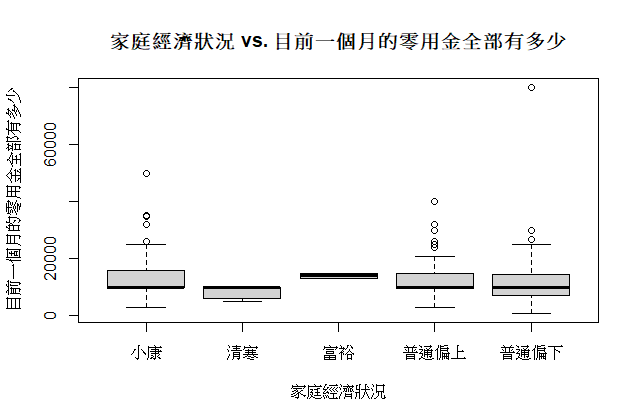 家庭經濟狀況 vs. 目前一個月的零用金全部有多少
目前一個月的零用金全部有多少
60000
20000
0
小康 清寒 富裕 普通偏上 普通偏下
家庭經濟狀況